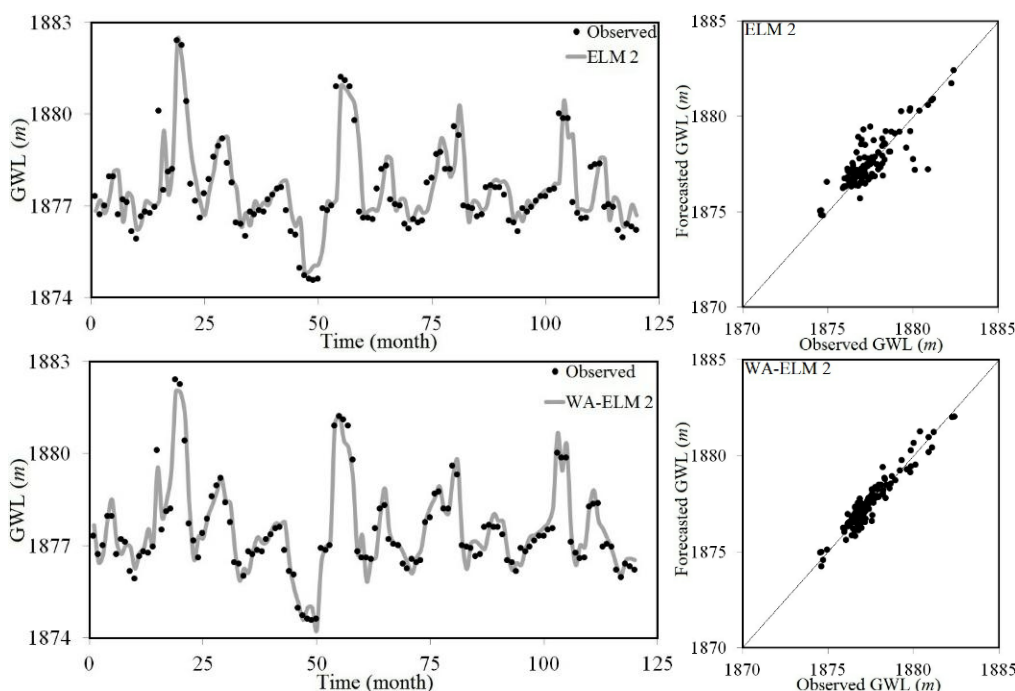 1883
1880
1877
1874
GWL (m)
Observed
ELM 2
0
25
50
75
100
125
Time (month)
1885
1880
1875
1870
Forecasted GWL (m)
ELM 2
1870
1875
1880
1885
Observed GWL (m)
1883
1880
1877
1874
GWL (m)
Observed
WA-ELM 2
0
25
50
75
100
125
Time (month)
1885
1880
1875
1870
Forecasted GWL (m)
WA-ELM 2
1870
1875
1880
1885
Observed GWL (m)